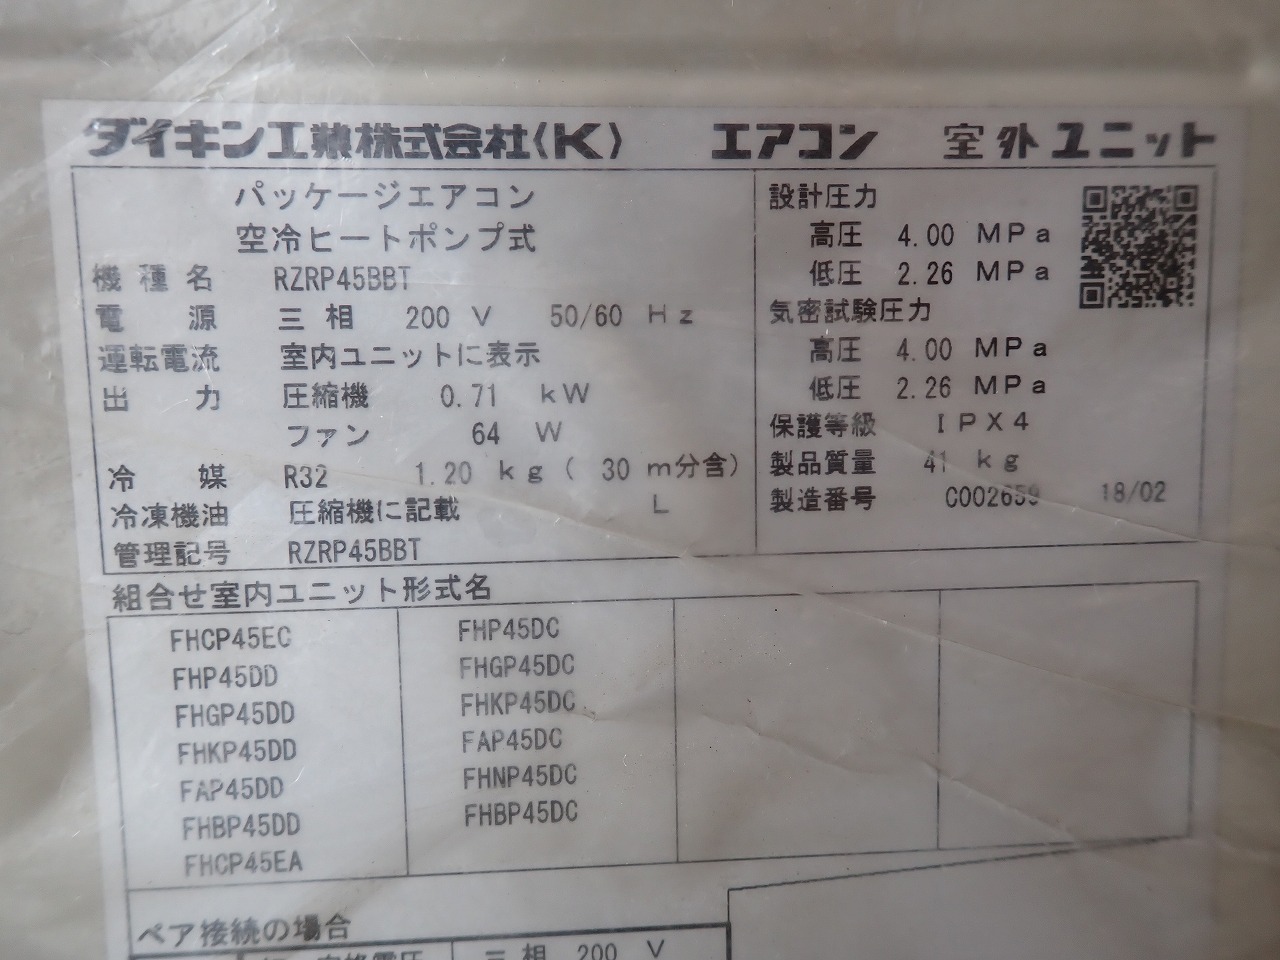 ダイキン工業株式会社(K) エアコン 室外ユニット
パッケージエアコン
空冷ヒートポンプ式
機種名 RZRP45BBT
電源 三相 200 V 50/60 Hz
運転電流 室内ユニットに表示
出力 圧縮機 0.71 kW
ファン 64 W
冷媒 R32 1.20 kg ( 30 m分含)
冷凍機油 圧縮機に記載 L
管理記号 RZRP45BBT
設計圧力
高圧 4.00 MPa
低圧 2.26 MPa
気密試験圧力
高圧 4.00 MPa
低圧 2.26 MPa
保護等級 IPX4
製品質量 41 kg
製造番号 C002659 18/02
組合せ室内ユニット形式名
FHCP45EC
FHP45DD
FHGP45DD
FHKP45DD
FAP45DD
FHBP45DD
FHCP45EA
FHP45DC
FHGP45DC
FHKP45DC
FAP45DC
FHNP45DC
FHBP45DC
ペア接続の場合
定格電圧 三相 200 V